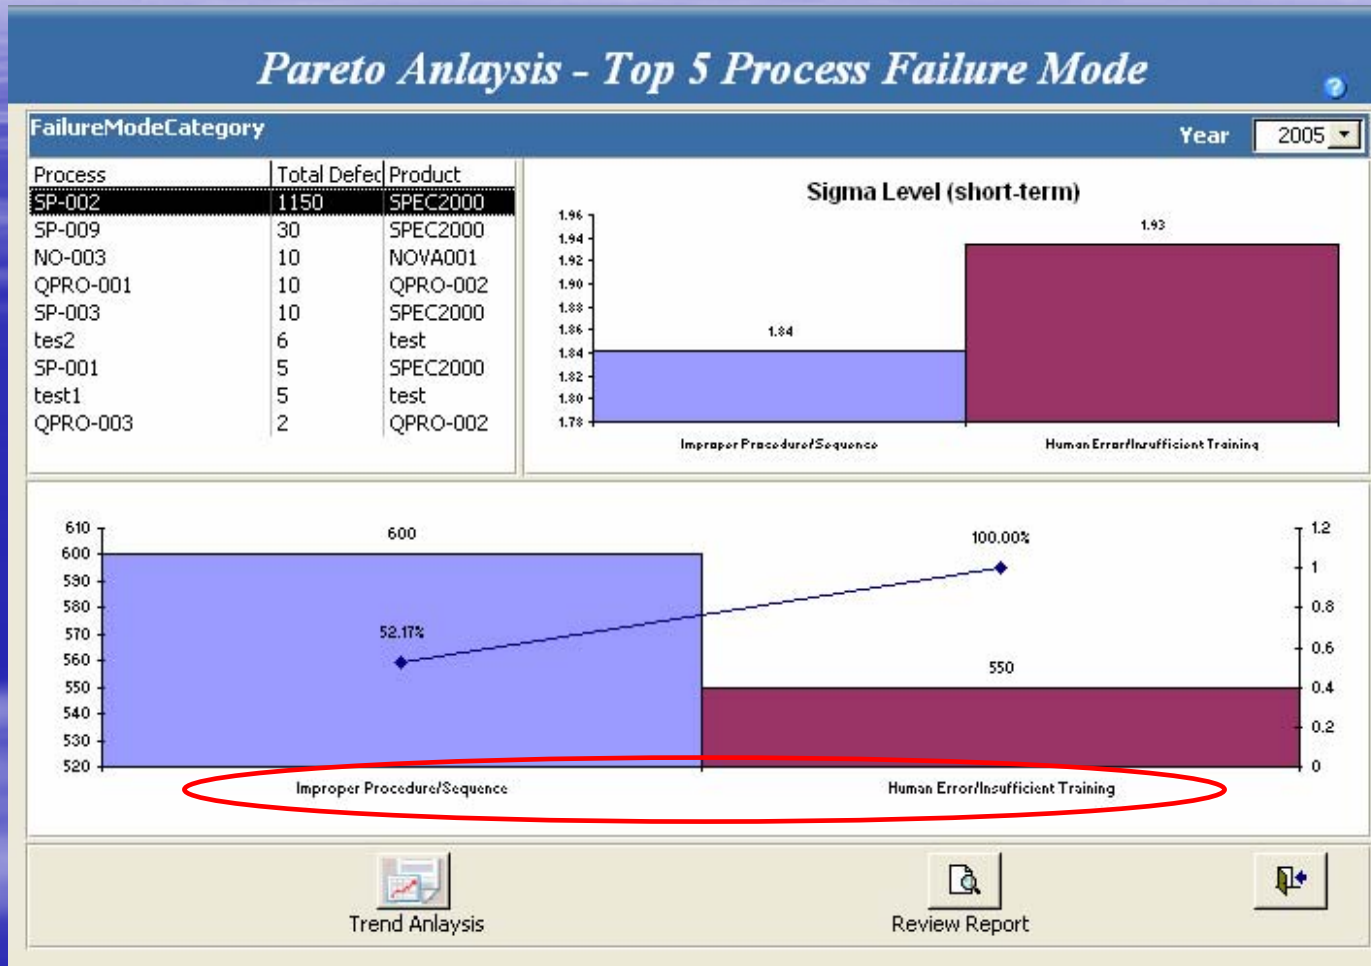 Pareto Anlaysis - Top 5 Process Failure Mode
FailureModeCategory
Year 2005
Process Total Defec Product
SP-002 1150 SPEC2000
SP-009 30 SPEC2000
NO-003 10 NOVA001
QPRO-001 10 QPRO-002
SP-003 10 SPEC2000
tes2 6 test
SP-001 5 SPEC2000
test1 5 test
QPRO-003 2 QPRO-002
Sigma Level (short-term)
1.96
1.94
1.92
1.90
1.88
1.86
1.84
1.82
1.80
1.78
1.84
1.93
Improper Procedure/Sequence
Human Error/Insufficient Training
610
600
590
580
570
560
550
540
530
520
600
52.17%
100.00%
550
1.2
1
0.8
0.6
0.4
0.2
0
Improper Procedure/Sequence
Human Error/Insufficient Training
Trend Anlaysis
Review Report